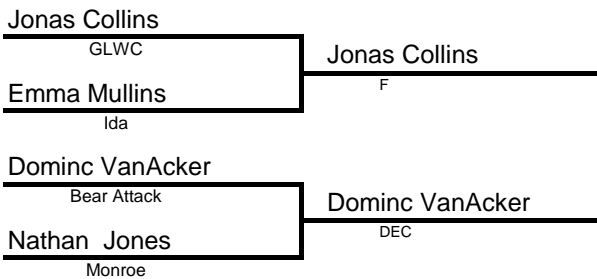 Jonas Collins
GLWC
Jonas Collins
F
Emma Mullins
Ida
Dominc VanAcker
Bear Attack
Dominc VanAcker
DEC
Nathan  Jones
Monroe